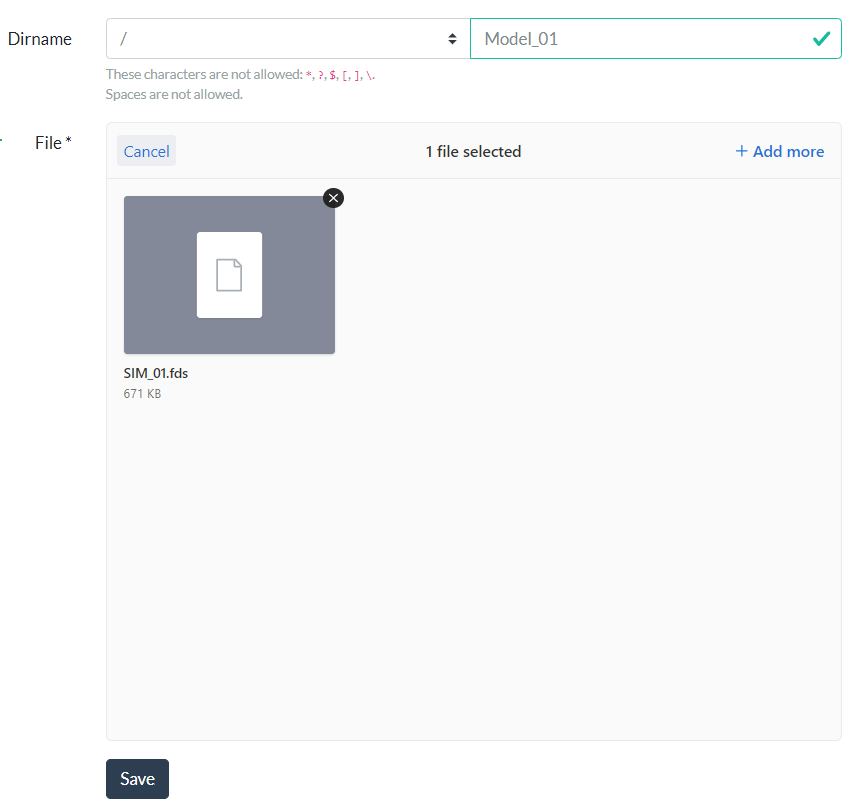 Dirname / Model_01
These characters are not allowed: *, ?, $, [, ], \.
Spaces are not allowed.
File *
Cancel 1 file selected + Add more
SIM_01.fds
671 KB
Save